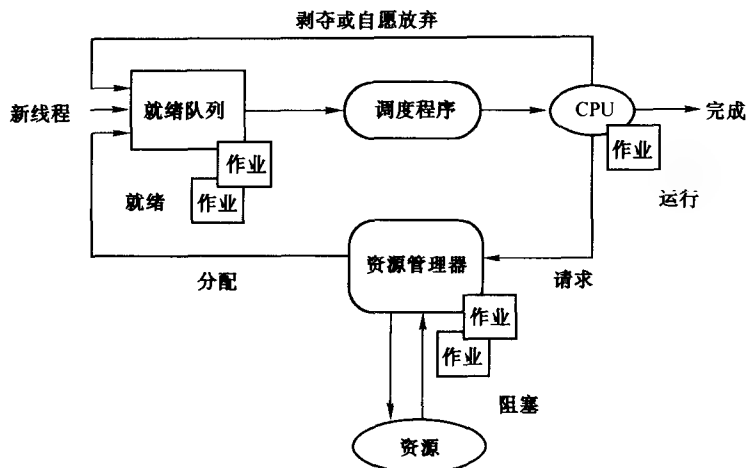 剥夺或自愿放弃
新线程
就绪队列
调度程序
CPU
完成
作业
作业
作业
就绪
运行
资源管理器
分配
请求
作业
作业
阻塞
资源